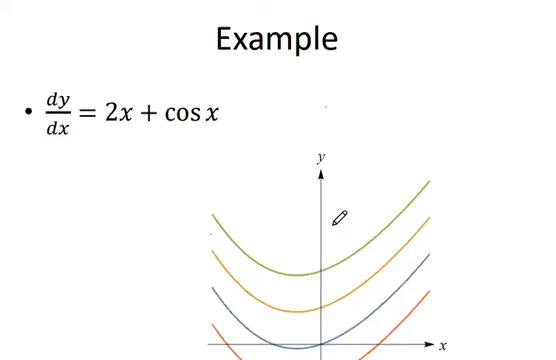 Example
• dy/dx = 2x + cos x
y
x